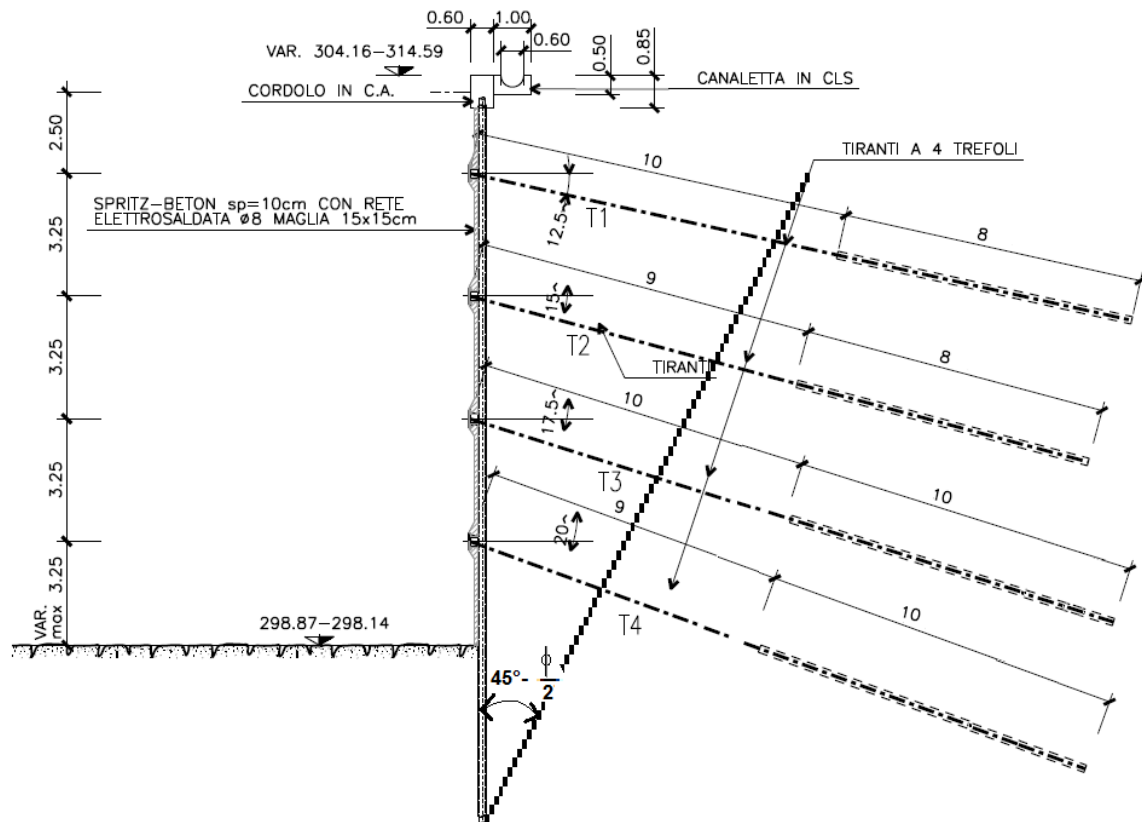 0.60 1.00
0.60
VAR. 304.16-314.59
0.50
0.85
CORDOLO IN C.A.
CANALETTA IN CLS
2.50
TIRANTI A 4 TREFOLI
10
SPRITZ-BETON sp=10cm CON RETE
ELETTROSALDATA ø8 MAGLIA 15x15cm
T1
12.5~
8
3.25
9
15~
T2
TIRANTI
8
3.25
10
17.5~
T3
10
3.25
9
20~
T4
10
VAR.
max 3.25
298.87-298.14
45°- ϕ
2